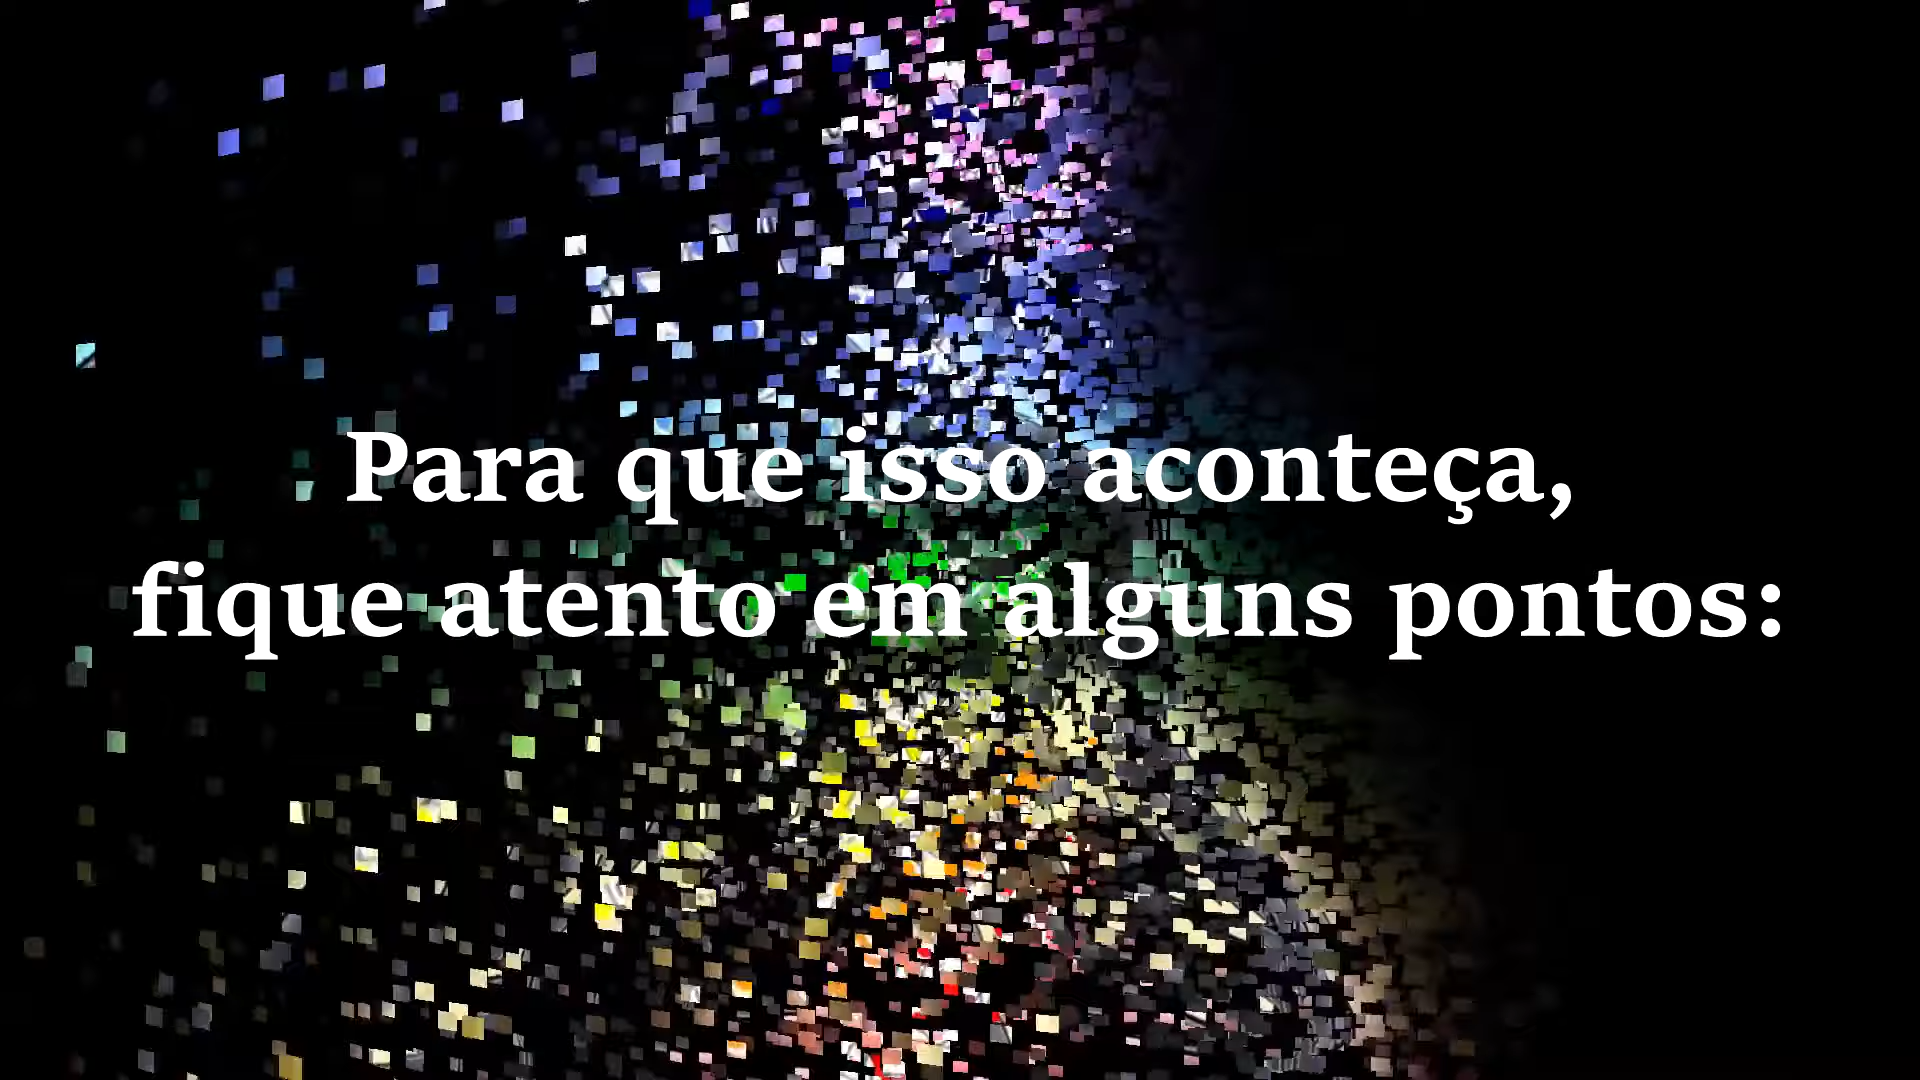 Para que isso aconteça,
fique atento em alguns pontos: